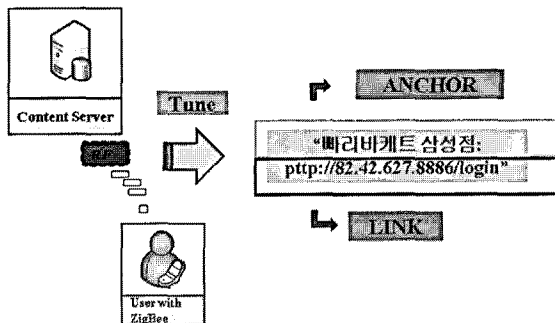 Content Server
Tune
ANCHOR
“빠리바게트 삼성점:
pttp://82.42.627.8886/login”
LINK
User with
ZigBee